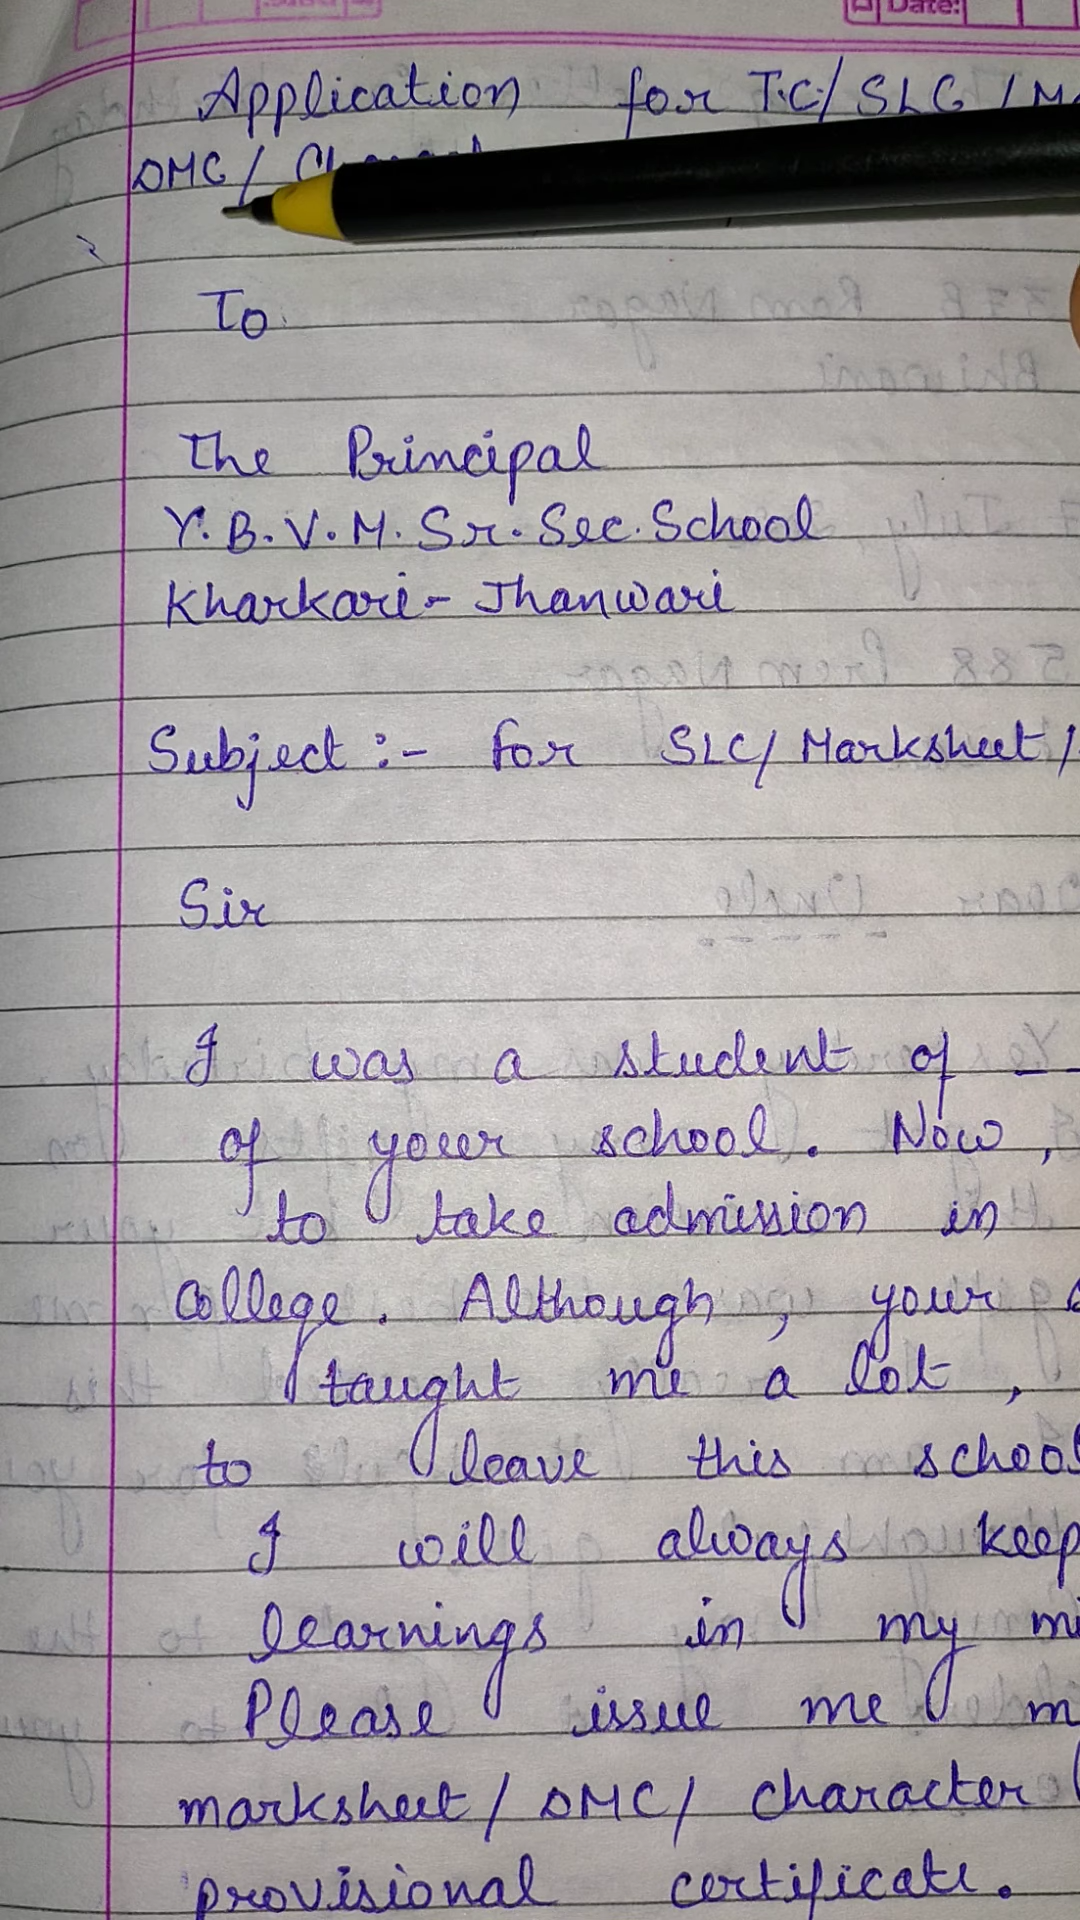 Date:
Application for T.C/ SLC / M
DMC/
To
The Principal
Y.B.V.M. Sr. Sec. School
Kharkari- Jhanwari
Subject :- for SLC/ Marksheet /
Sir
I was a student of --
of your school. Now,
to take admission in
college. Although, your
taught me a lot,
to leave this school
I will always keep
learnings in my mi
Please issue me m
marksheet / DMC/ character
provisional certificate.